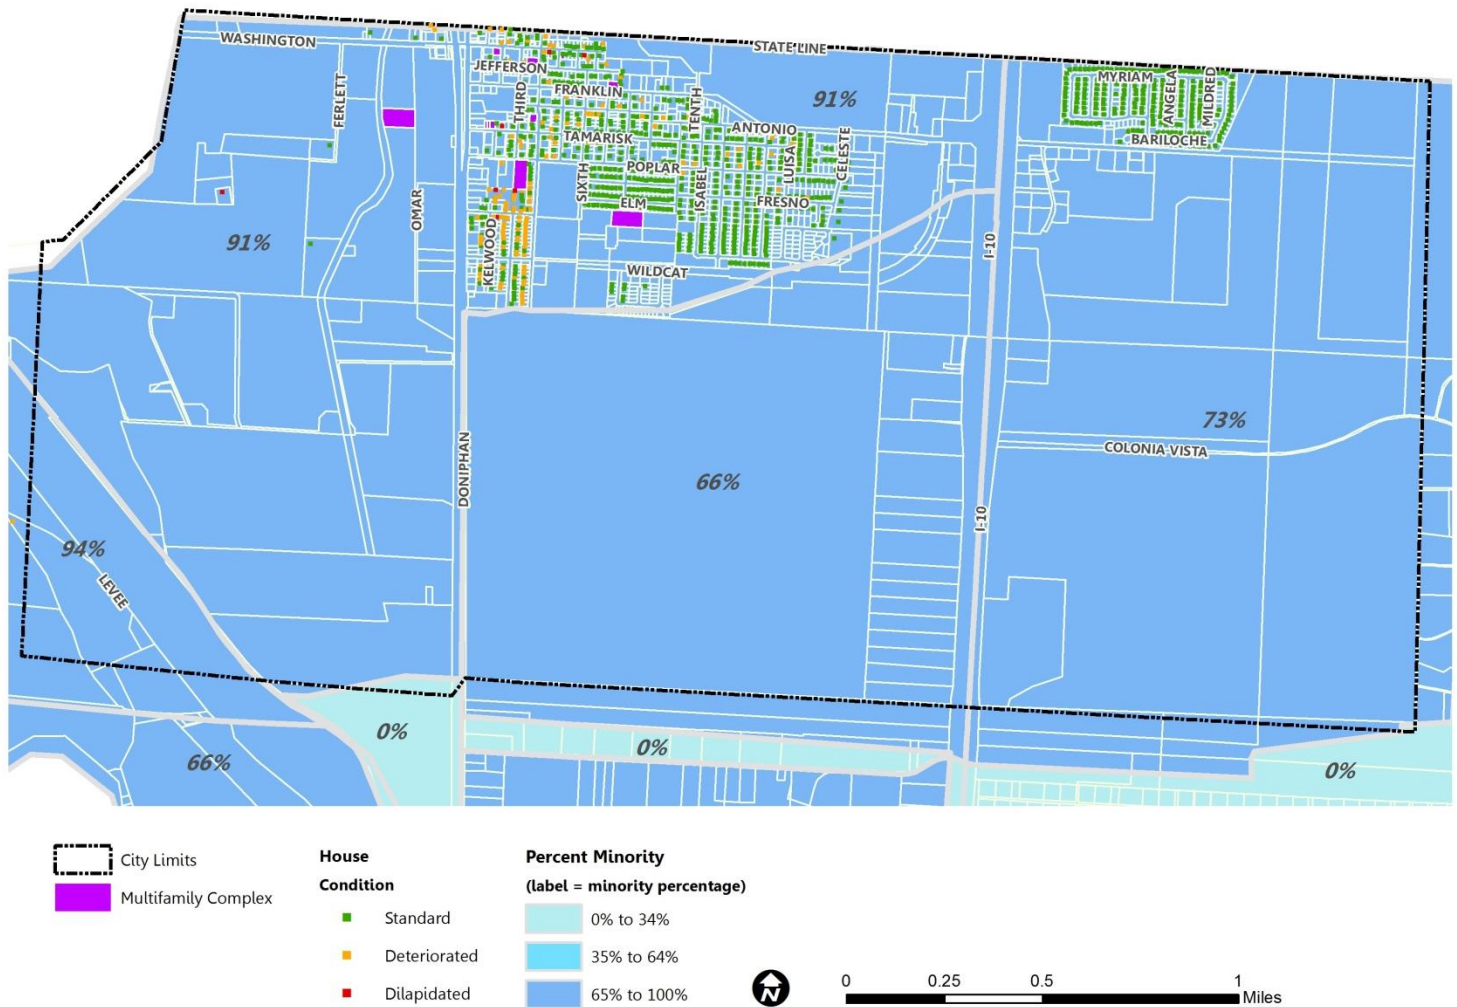 WASHINGTON
STATE LINE
JEFFERSON
MYRIAM
FERLETT
THIRD
FRANKLIN
TENTH
91%
ANGELA
MILDRED
TAMARISK
ANTONIO
BARILOCHE
POPLAR
LUISA
CELESTE
SIXTH
ISABEL
OMAR
ELM
FRESNO
91%
KELWOOD
WILDCAT
I-10
73%
DONIPHAN
COLONIA VISTA
66%
I-10
94%
LEVEE
0%
0%
66%
0%
City Limits
Multifamily Complex
House
Condition
Standard
Deteriorated
Dilapidated
Percent Minority
(label = minority percentage)
0% to 34%
35% to 64%
65% to 100%
N
0 0.25 0.5 1
Miles